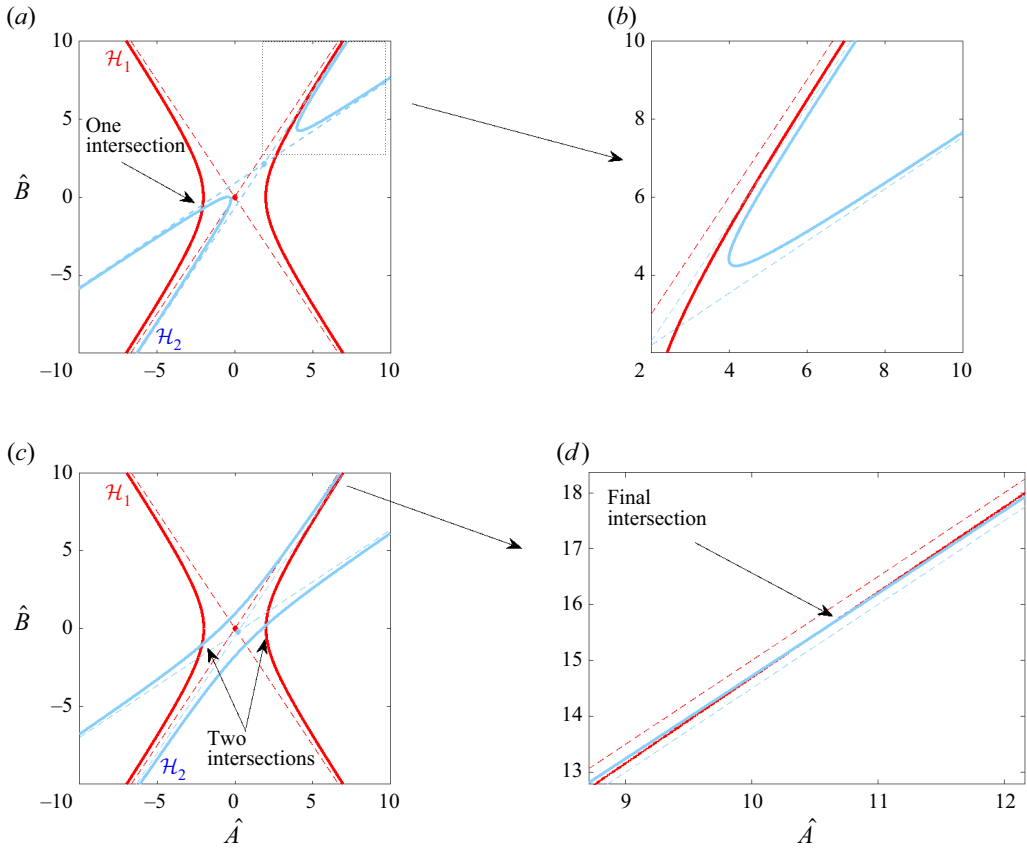 (a)
(b)
10
5
0
–5
–10
B̂
ℋ₁
One
intersection
ℋ₂
–10
–5
0
5
10
10
8
6
4
2
4
6
8
10
(c)
(d)
10
5
0
–5
–10
B̂
ℋ₁
Two
intersections
ℋ₂
–5
0
5
10
Â
18
17
16
15
14
13
Final
intersection
9
10
11
12
Â